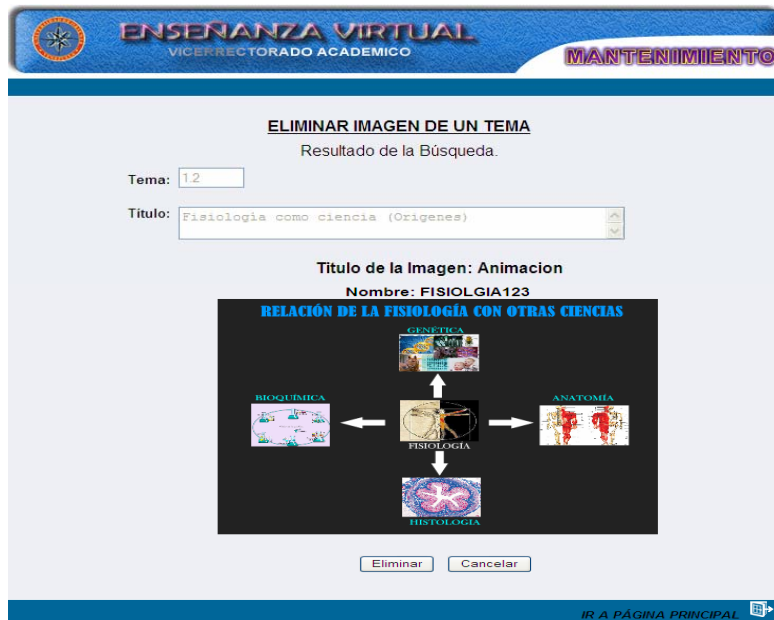 ENSEÑANZA VIRTUAL
VICERRECTORADO ACADEMICO
MANTENIMIENTO
ELIMINAR IMAGEN DE UN TEMA
Resultado de la Búsqueda.
Tema: 1.2
Título: Fisiología como ciencia (Origenes)
Titulo de la Imagen: Animacion
Nombre: FISIOLGIA123
RELACIÓN DE LA FISIOLOGÍA CON OTRAS CIENCIAS
GENÉTICA
BIOQUÍMICA
ANATOMÍA
FISIOLOGÍA
HISTOLOGIA
Eliminar Cancelar
IR A PÁGINA PRINCIPAL